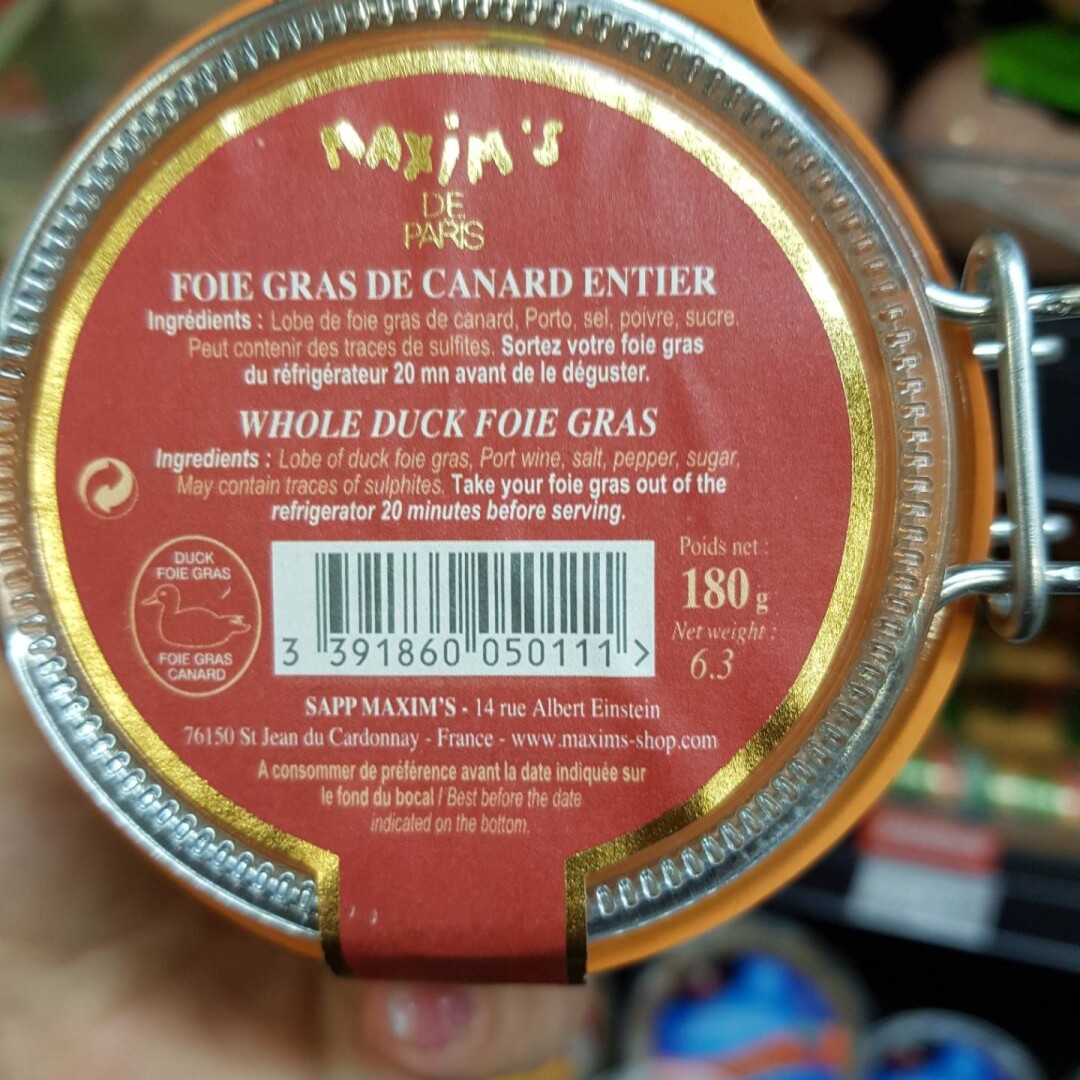 MAXIM'S
DE
PARIS
FOIE GRAS DE CANARD ENTIER
Ingrédients : Lobe de foie gras de canard, Porto, sel, poivre, sucre.
Peut contenir des traces de sulfites. Sortez votre foie gras
du réfrigérateur 20 mn avant de le déguster.
WHOLE DUCK FOIE GRAS
Ingredients : Lobe of duck foie gras, Port wine, salt, pepper, sugar,
May contain traces of sulphites. Take your foie gras out of the
refrigerator 20 minutes before serving.
DUCK
FOIE GRAS
FOIE GRAS
CANARD
3 391860 050111 >
Poids net :
180 g
Net weight :
6.3
SAPP MAXIM'S - 14 rue Albert Einstein
76150 St Jean du Cardonnay - France - www.maxims-shop.com
A consommer de préférence avant la date indiquée sur
le fond du bocal / Best before the date
indicated on the bottom.